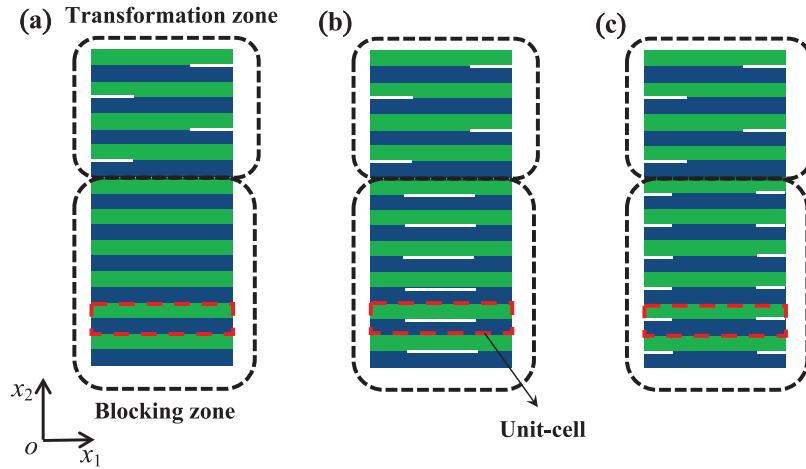 (a) Transformation zone (b) (c)
x2
o x1
Blocking zone
Unit-cell